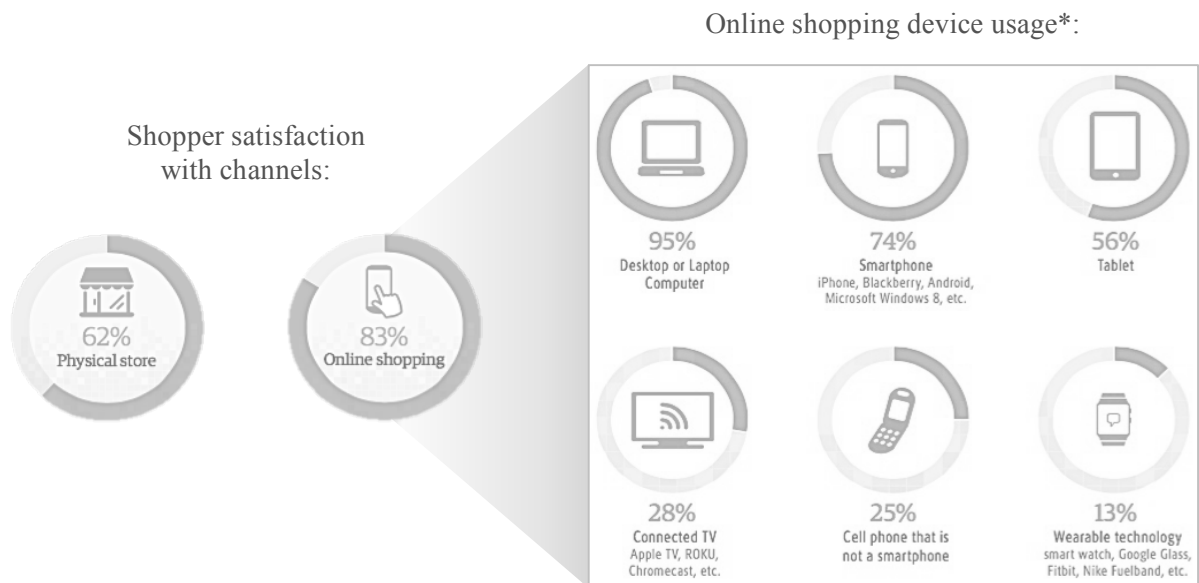 Online shopping device usage*:
Shopper satisfaction
with channels:
62%
Physical store
83%
Online shopping
95%
Desktop or Laptop
Computer
74%
Smartphone
iPhone, Blackberry, Android,
Microsoft Windows 8, etc.
56%
Tablet
28%
Connected TV
Apple TV, ROKU,
Chromecast, etc.
25%
Cell phone that is
not a smartphone
13%
Wearable technology
smart watch, Google Glass,
Fitbit, Nike Fuelband, etc.